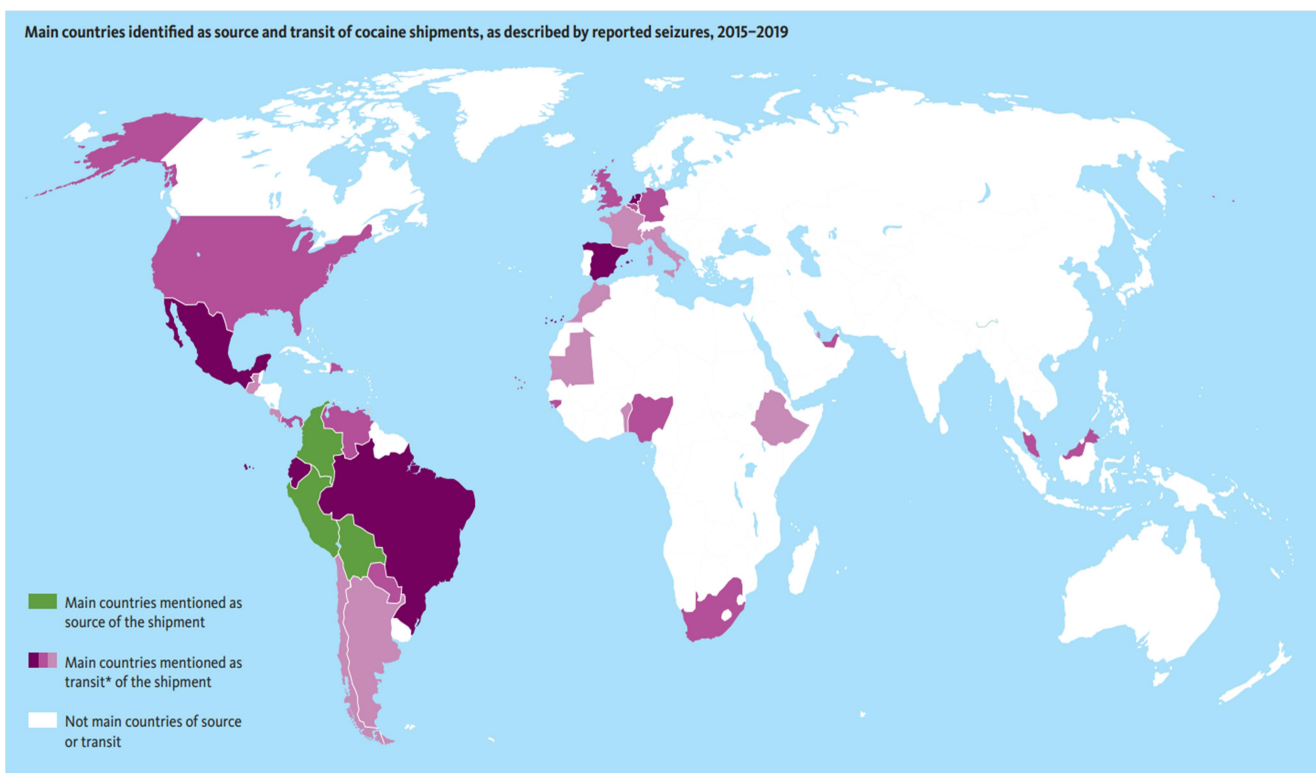 Main countries identified as source and transit of cocaine shipments, as described by reported seizures, 2015–2019
Main countries mentioned as
source of the shipment
Main countries mentioned as
transit* of the shipment
Not main countries of source
or transit